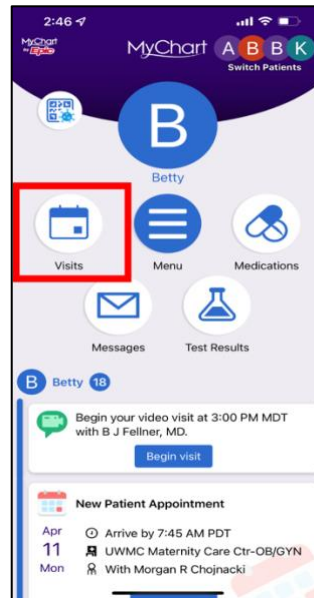 2:46
MyChart
by Epic
MyChart
A B B K
Switch Patients
B
Betty
Visits
Menu
Medications
Messages
Test Results
B Betty 18
Begin your video visit at 3:00 PM MDT
with B J Fellner, MD.
Begin visit
New Patient Appointment
Apr
11
Mon
Arrive by 7:45 AM PDT
UWMC Maternity Care Ctr-OB/GYN
With Morgan R Chojnacki